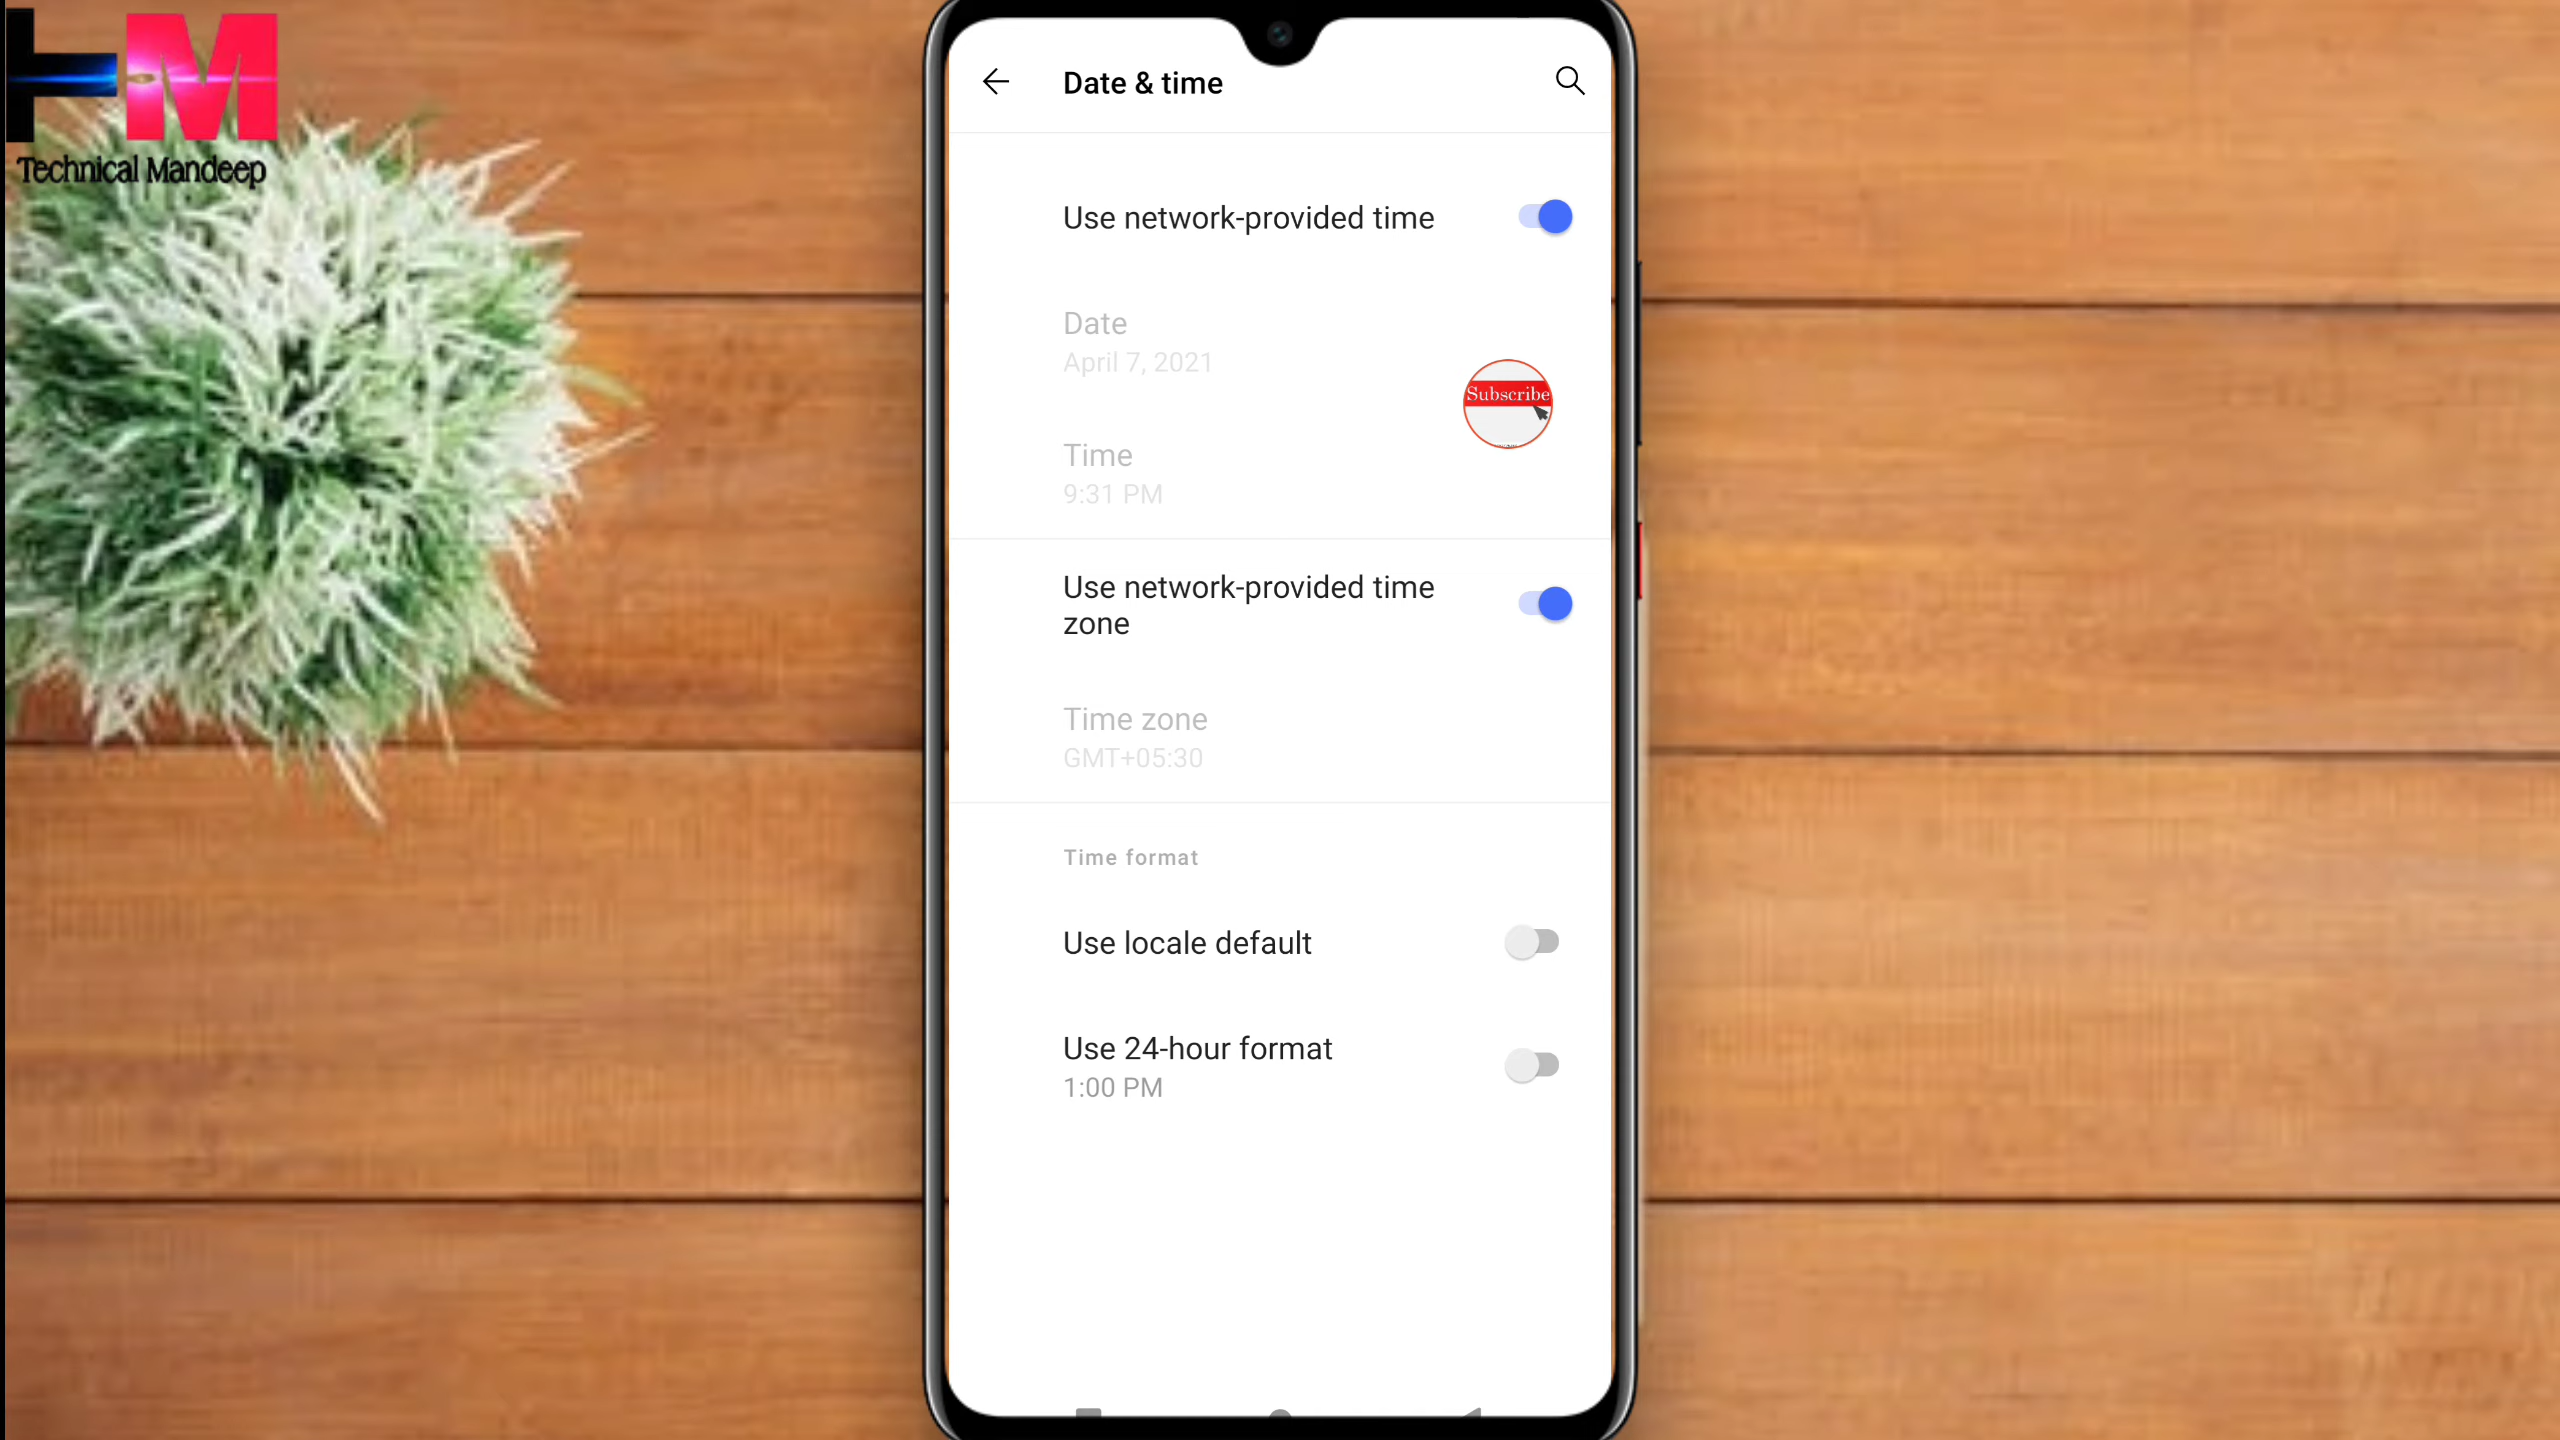 HM
Technical Mandeep
Date & time
Use network-provided time
Date
April 7, 2021
Subscribe
Time
9:31 PM
Use network-provided time
zone
Time zone
GMT+05:30
Time format
Use locale default
Use 24-hour format
1:00 PM